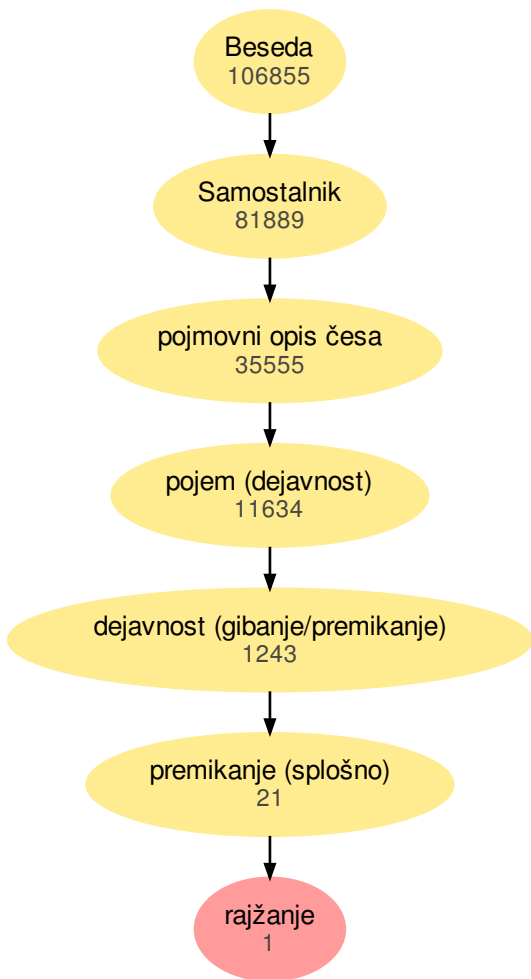 Beseda
106855
Samostalnik
81889
pojmovni opis česa
35555
pojem (dejavnost)
11634
dejavnost (gibanje/premikanje)
1243
premikanje (splošno)
21
rajžanje
1